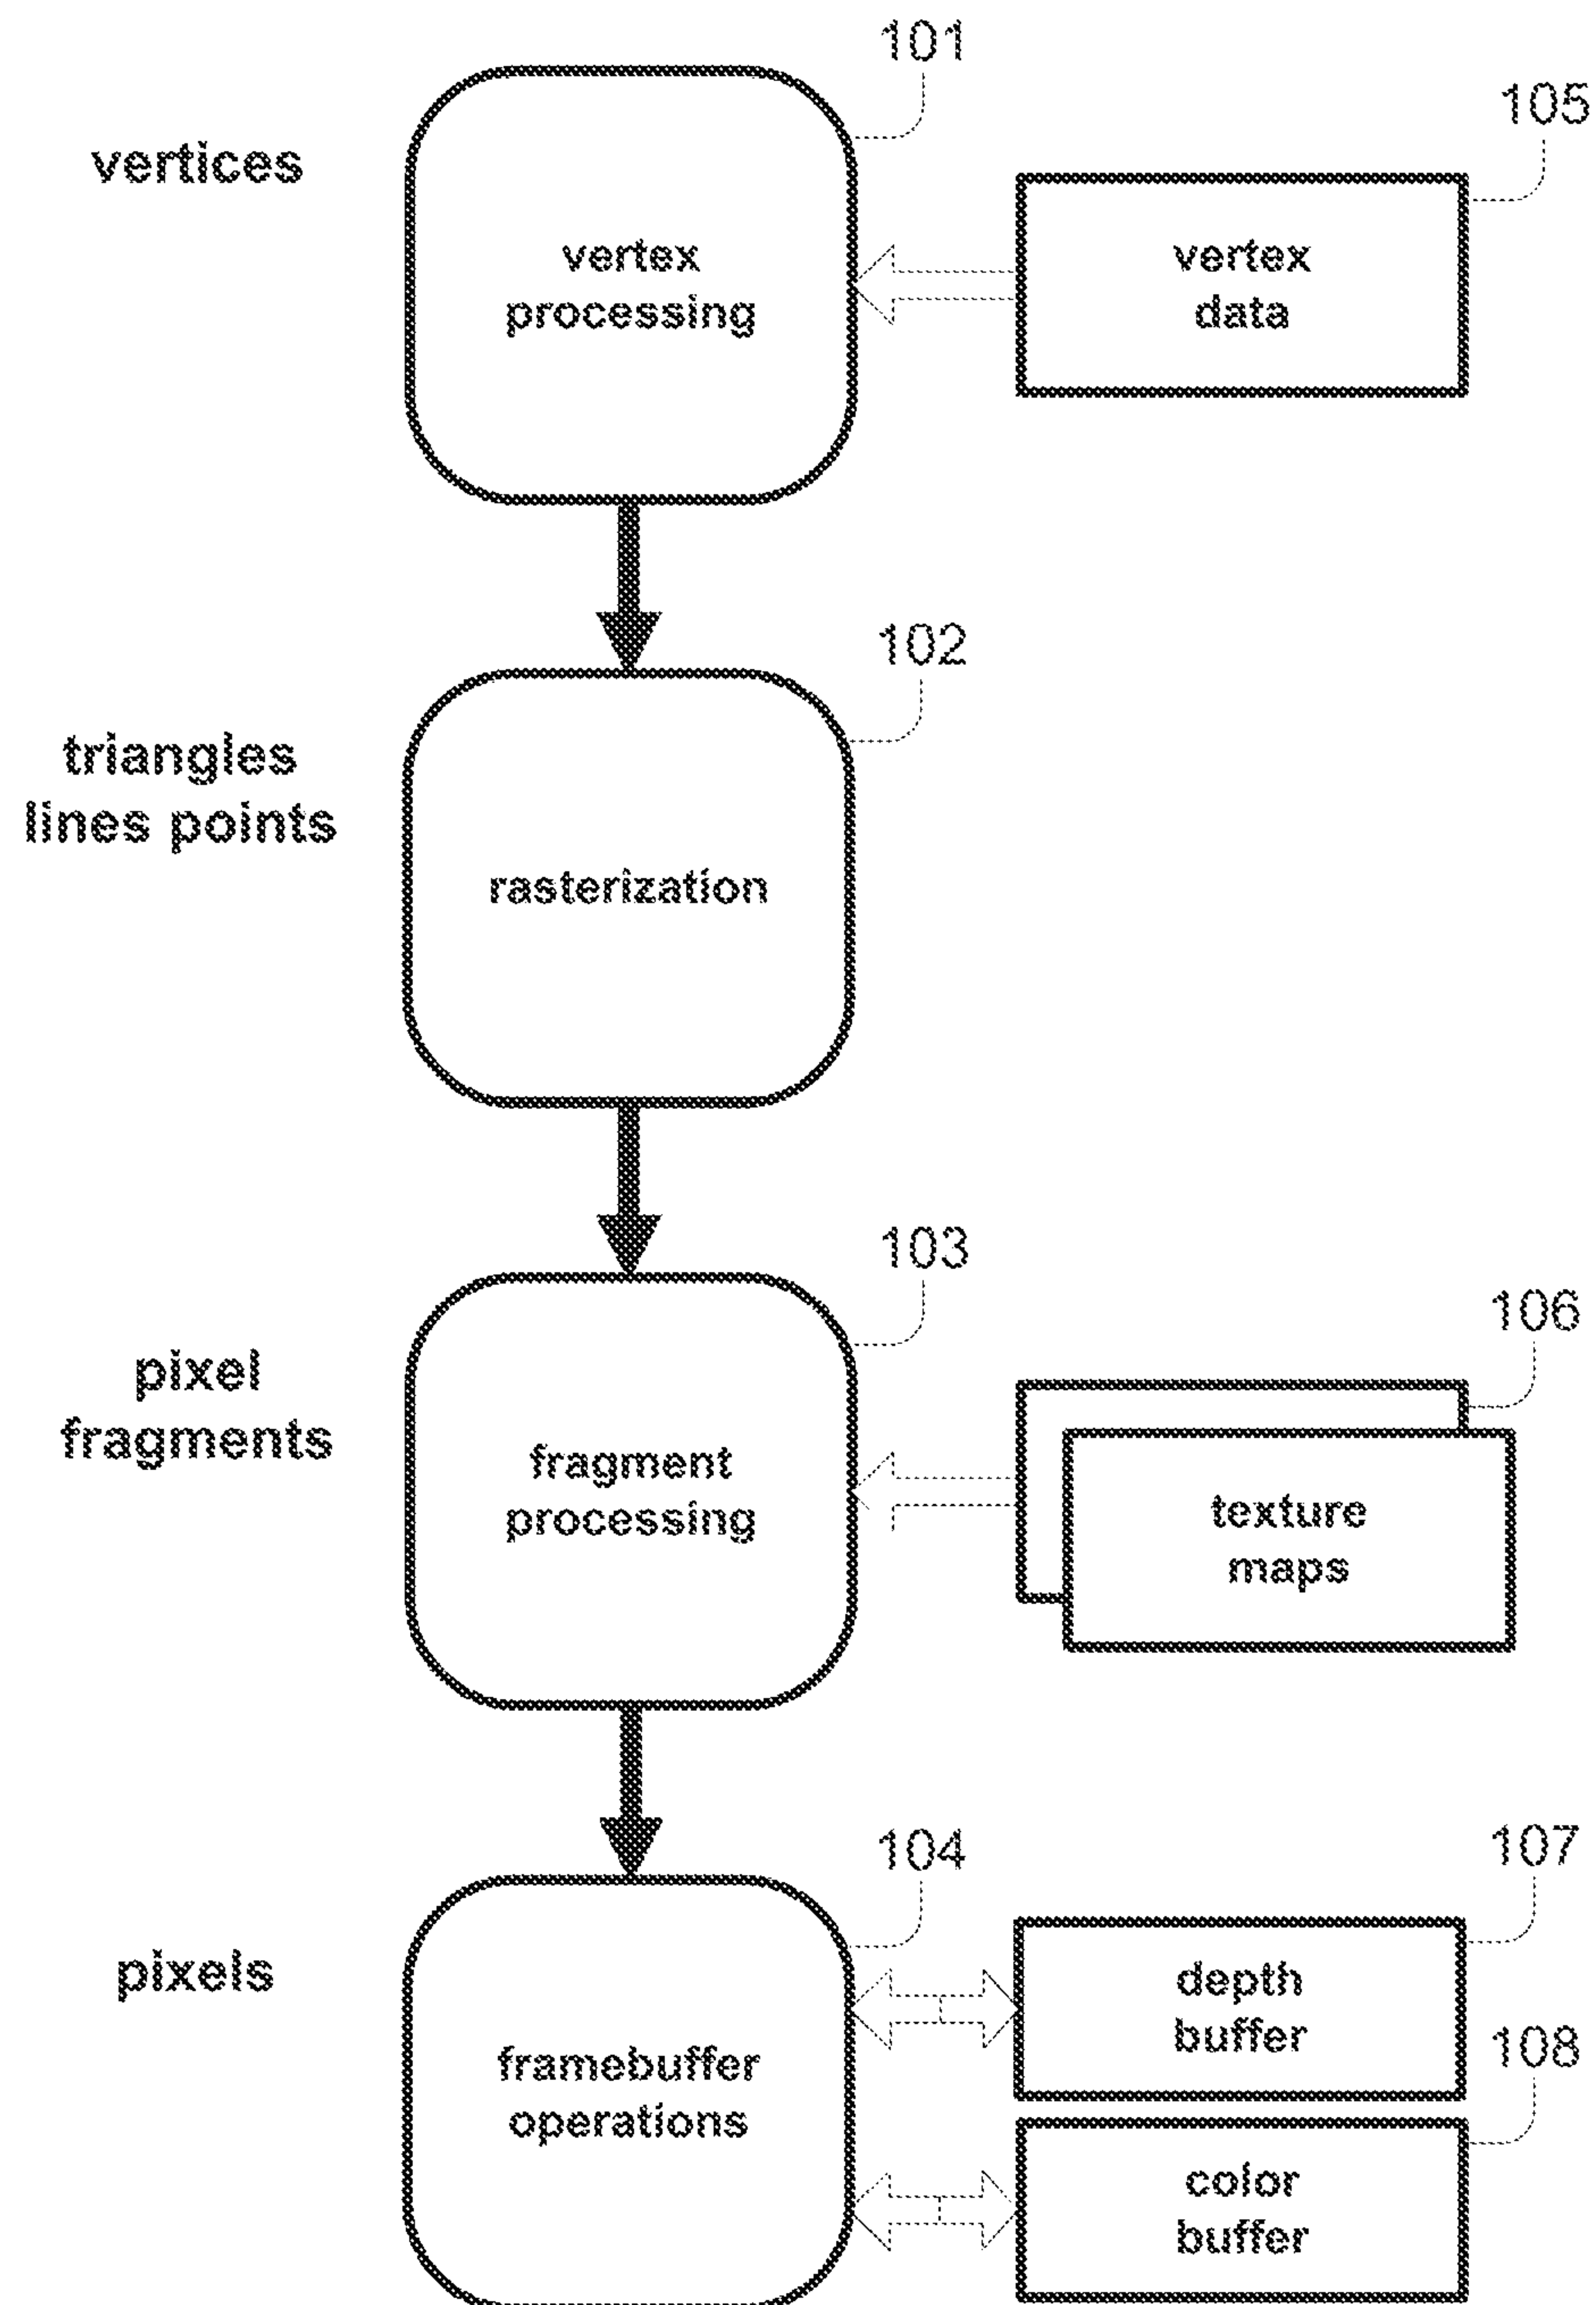 101
105
vertices
vertex
processing
vertex
data
102
triangles
lines points
rasterization
103
106
pixel
fragments
fragment
processing
texture
maps
104
107
pixels
depth
buffer
framebuffer
operations
108
color
buffer